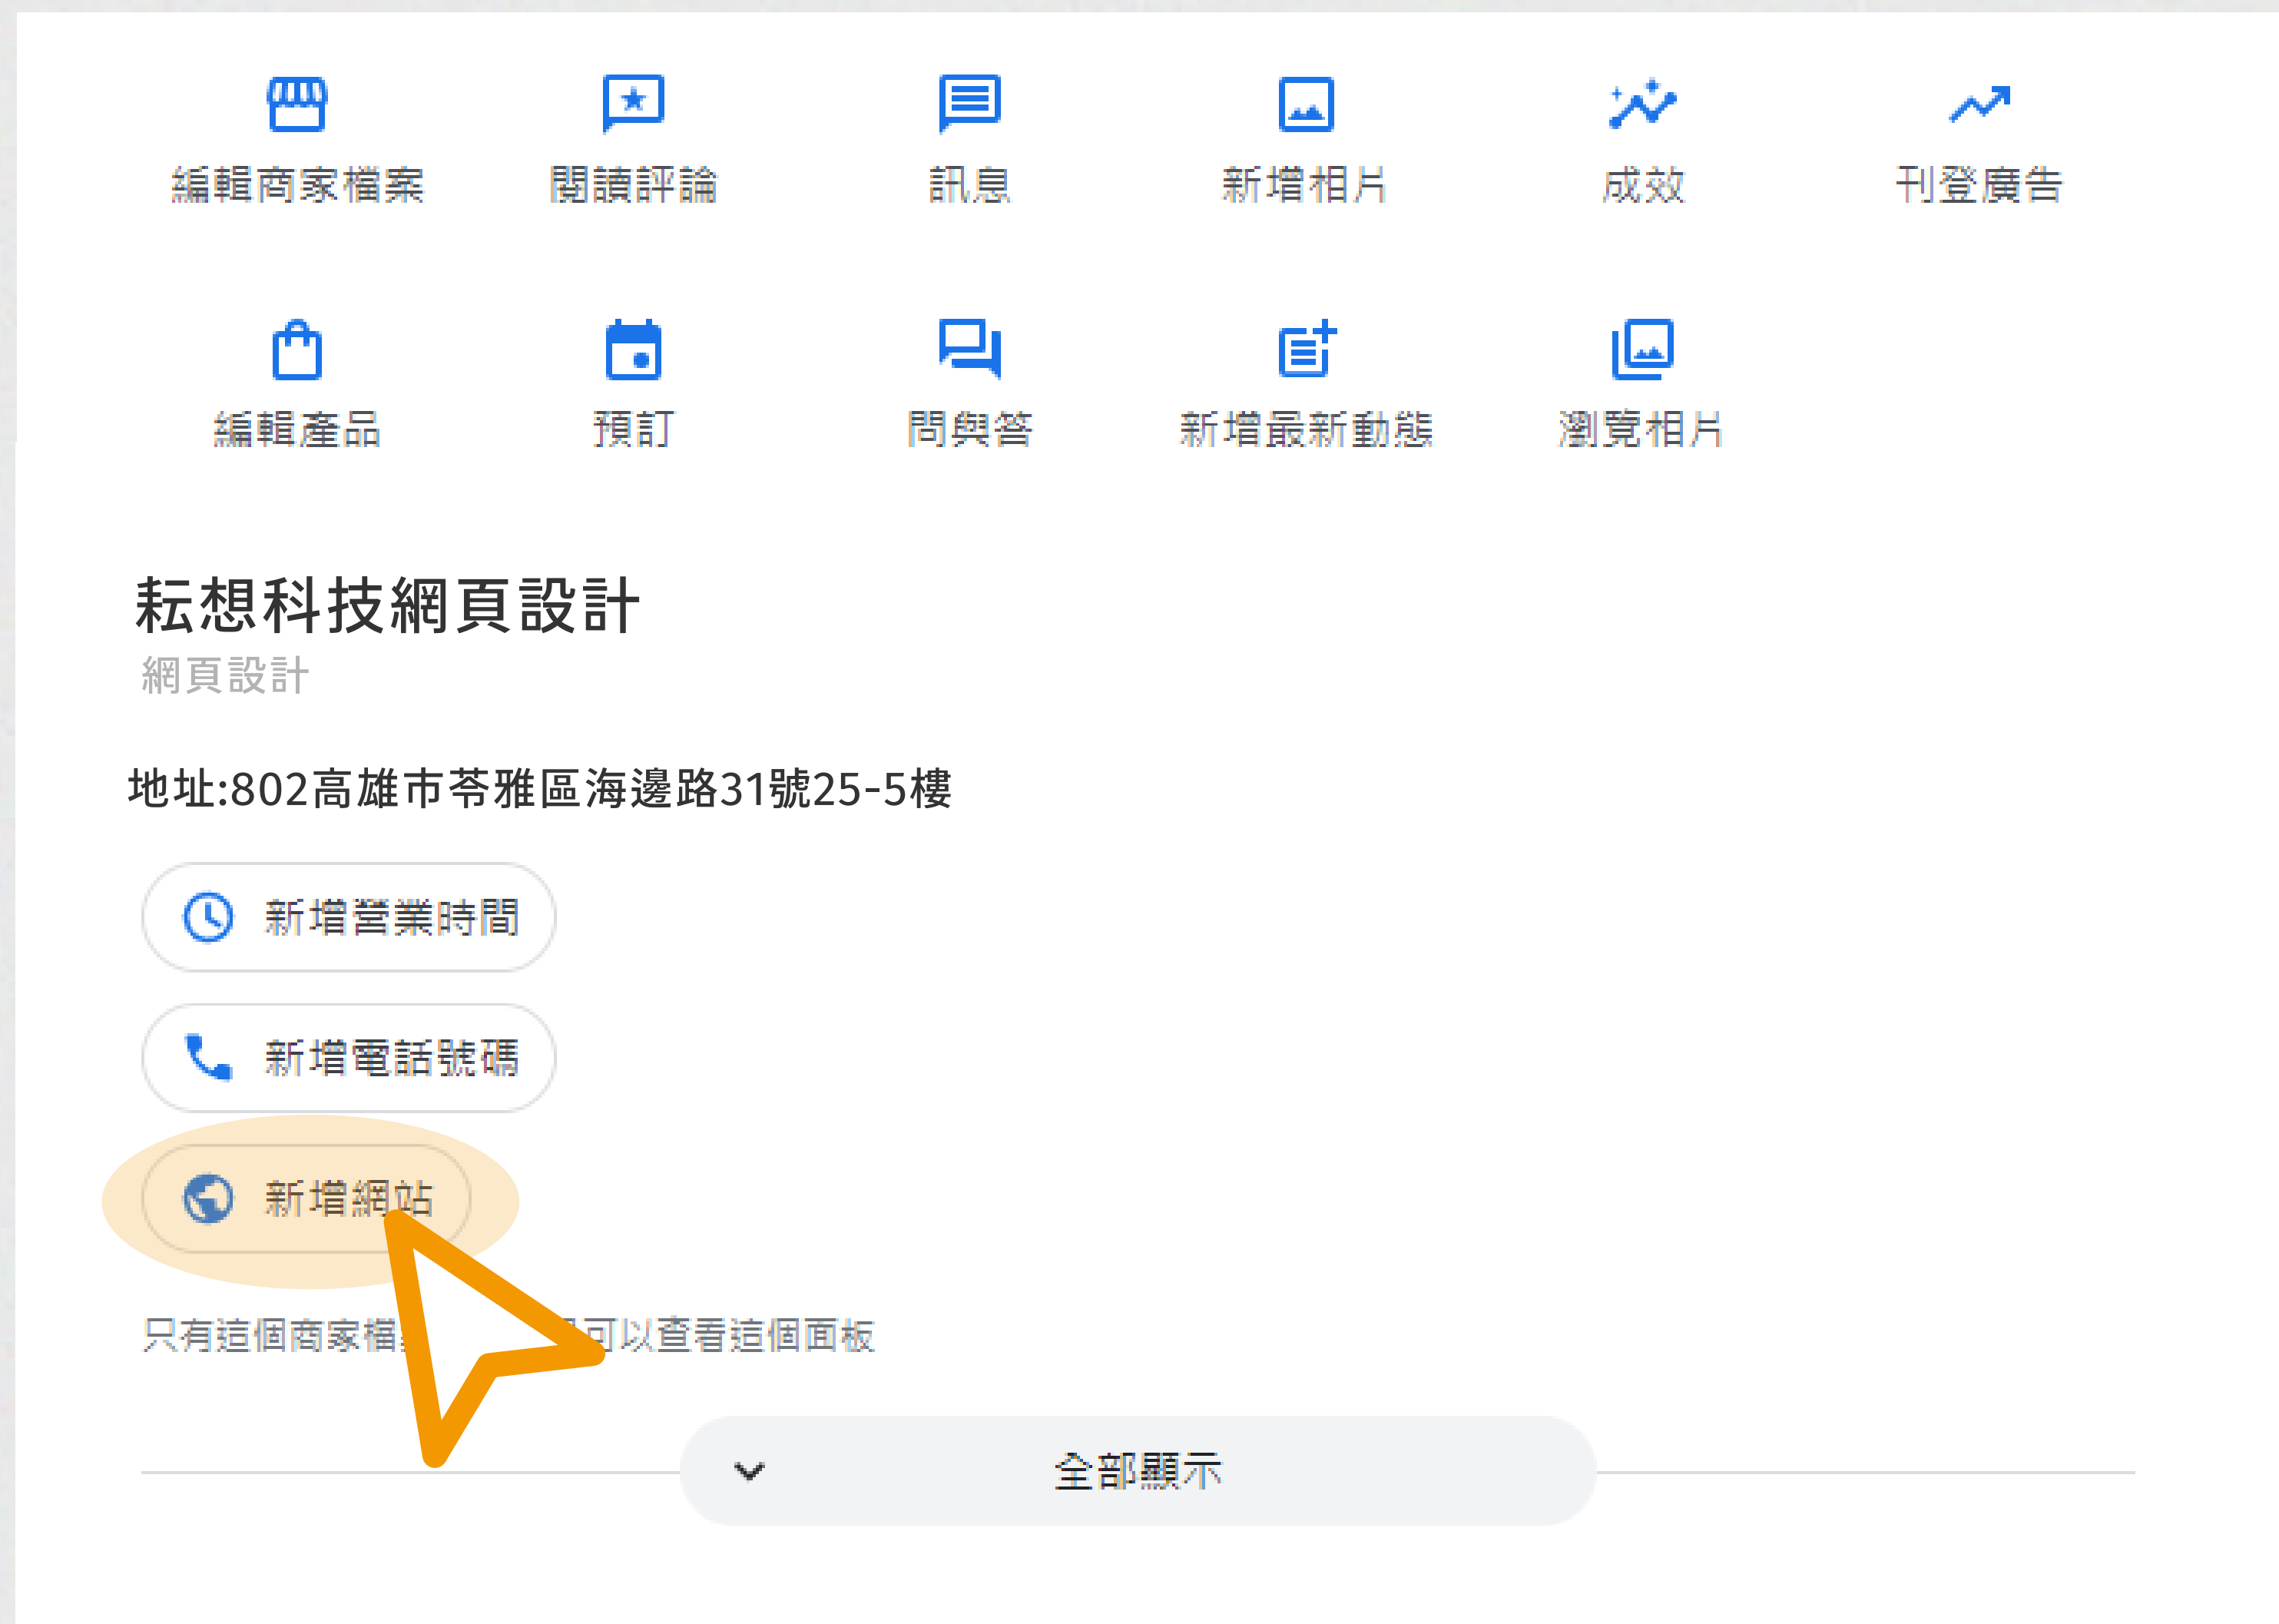 編輯商家檔案 閱讀評論 訊息 新增相片 成效 刊登廣告
編輯產品 預訂 問與答 新增最新動態 瀏覽相片
耘想科技網頁設計
網頁設計
地址:802高雄市苓雅區海邊路31號25-5樓
新增營業時間
新增電話號碼
新增網站
只有這個商家檔 可以查看這個面板
全部顯示